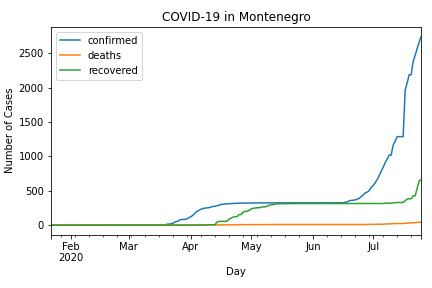 COVID-19 in Montenegro
confirmed
deaths
recovered
Number of Cases
2500
2000
1500
1000
500
0
Feb Mar Apr May Jun Jul
2020
Day